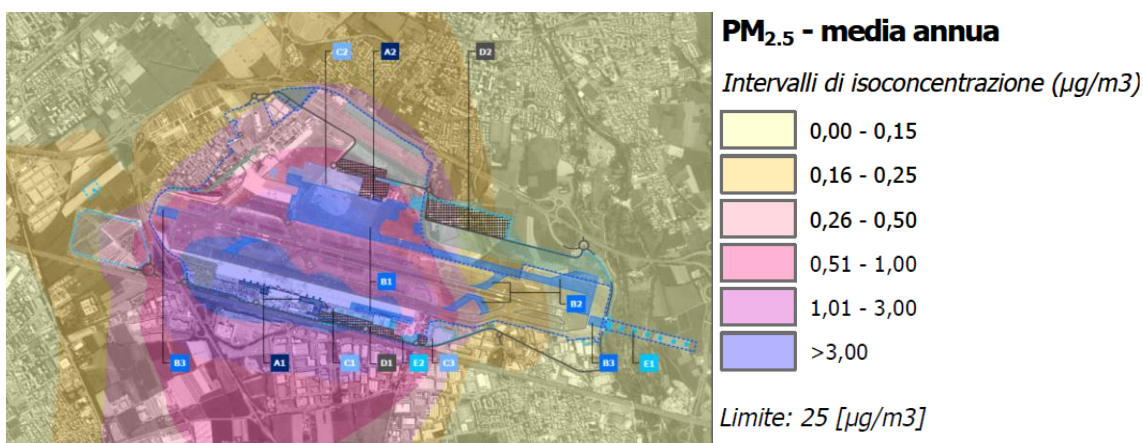 PM2.5 - media annua
Intervalli di isoconcentrazione (µg/m3)
0,00 - 0,15
0,16 - 0,25
0,26 - 0,50
0,51 - 1,00
1,01 - 3,00
>3,00
Limite: 25 [µg/m3]
C2 A2 D2
B1
B2
B3 A1 C1 D1 E2 C3 B3 E1